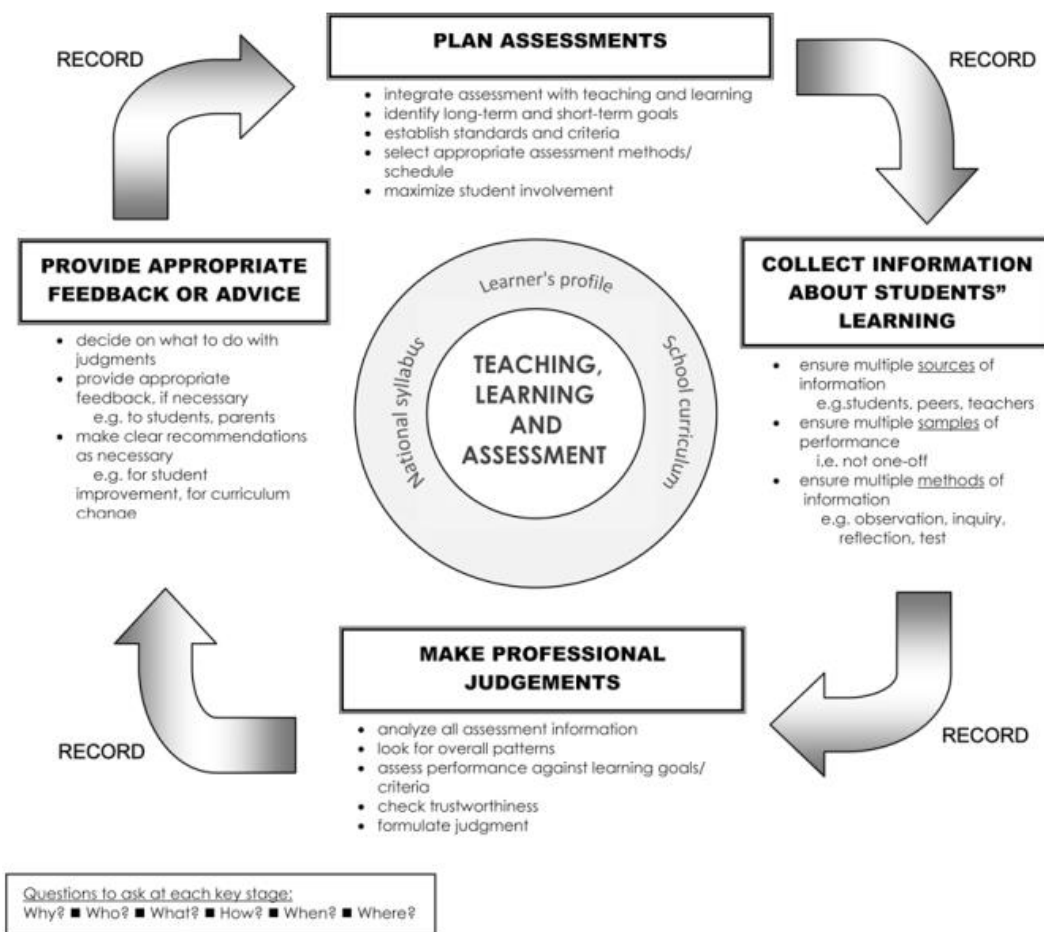 RECORD
PLAN ASSESSMENTS
RECORD
• integrate assessment with teaching and learning
• identify long-term and short-term goals
• establish standards and criteria
• select appropriate assessment methods/
schedule
• maximize student involvement
PROVIDE APPROPRIATE
FEEDBACK OR ADVICE
• decide on what to do with
judgments
• provide appropriate
feedback, if necessary
e.g. to students, parents
• make clear recommendations
as necessary
e.g. for student
improvement, for curriculum
change
Learner's profile
National syllabus
School curriculum
TEACHING,
LEARNING
AND
ASSESSMENT
COLLECT INFORMATION
ABOUT STUDENTS”
LEARNING
• ensure multiple sources of
information
e.g.students, peers, teachers
• ensure multiple samples of
performance
i.e. not one-off
• ensure multiple methods of
information
e.g. observation, inquiry,
reflection, test
MAKE PROFESSIONAL
JUDGEMENTS
• analyze all assessment information
• look for overall patterns
• assess performance against learning goals/
criteria
• check trustworthiness
• formulate judgment
RECORD
RECORD
Questions to ask at each key stage:
Why? ■ Who? ■ What? ■ How? ■ When? ■ Where?